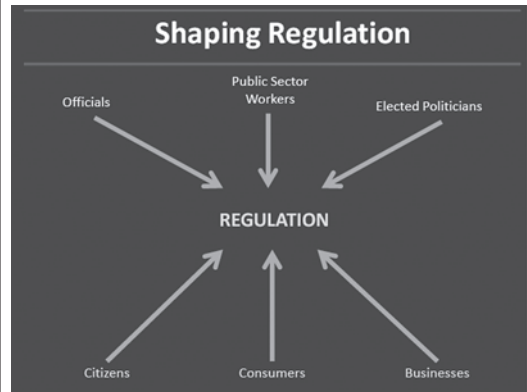 Shaping Regulation
Public Sector
Workers
Officials
Elected Politicians
REGULATION
Citizens
Consumers
Businesses